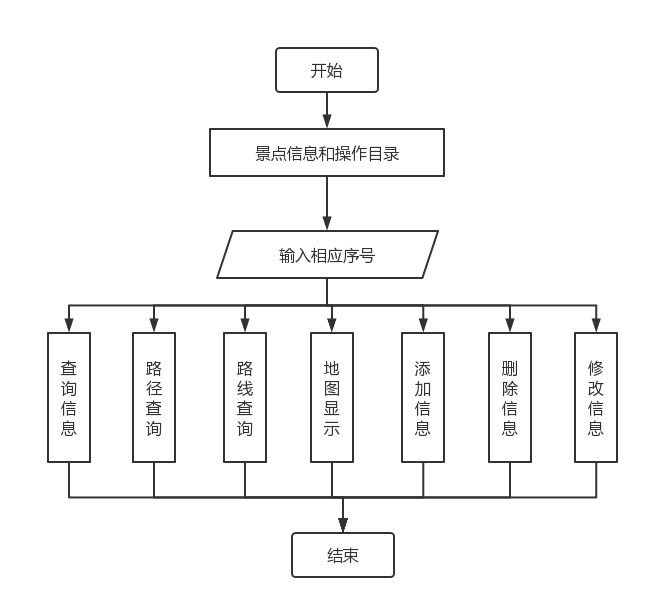 开始
景点信息和操作目录
输入相应序号
查询信息
路径查询
路线查询
地图显示
添加信息
删除信息
修改信息
结束